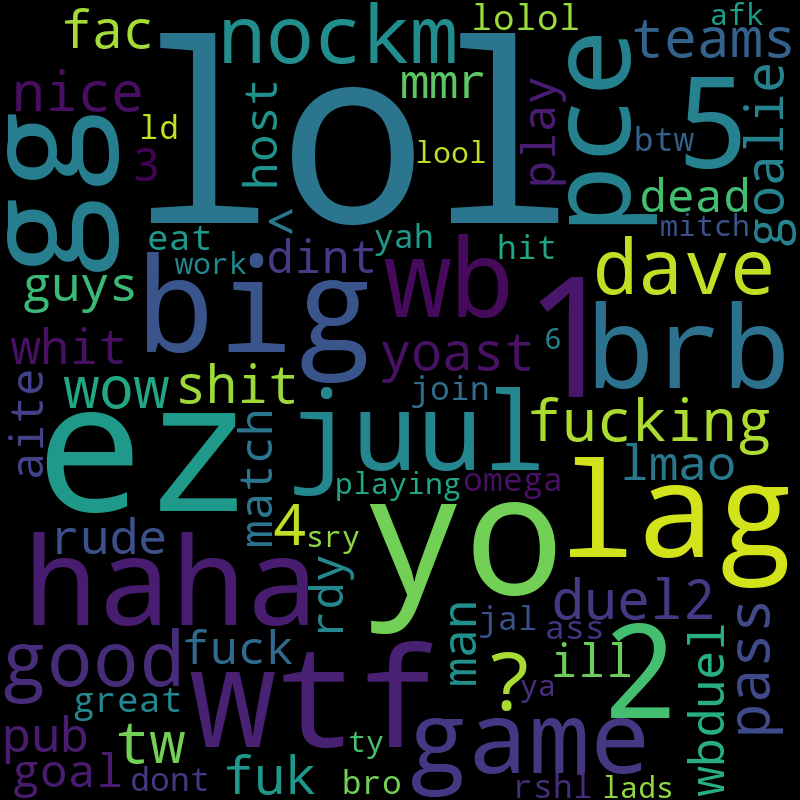 fac
nockm
lolol
afk
teams
lol
pce
5
gg
nice
ld
3
host
mmr
lool
play
btw
goalie
dead
mitch
^
eat
work
dint
yah
hit
guys
big
wb
1
dave
brb
whit
yoast
6
aite
wow
shit
join
fucking
ez
juul
lmao
match
playing
omega
yo
lag
4
sry
rude
haha
rdy
man
jal
ass
duel2
good
fuck
wtf
?
ya
ill
2
wbduel
pass
great
pub
tw
ty
game
goal
dont
fuk
bro
rshl
lads